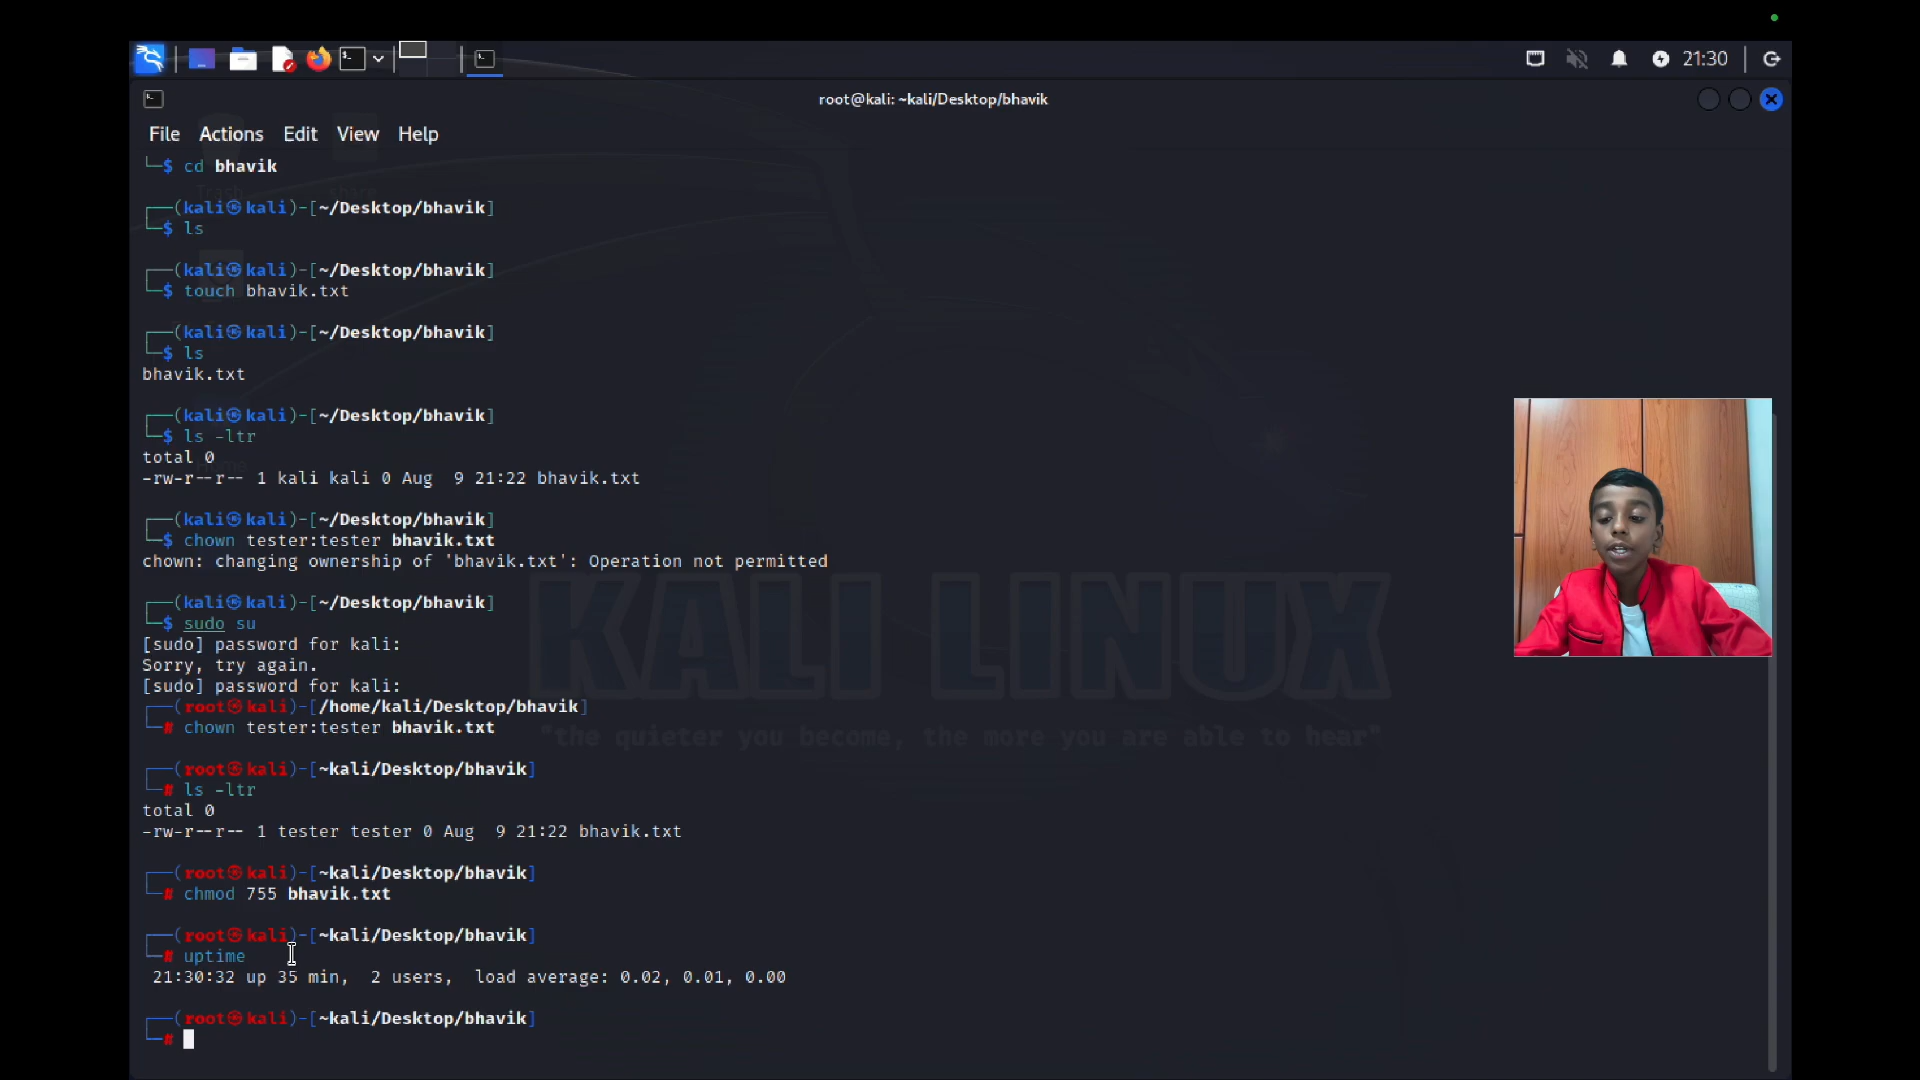 21:30
root@kali: ~kali/Desktop/bhavik
File Actions Edit View Help
└─$ cd bhavik
┌──(kali㉿kali)-[~/Desktop/bhavik]
└─$ ls
┌──(kali㉿kali)-[~/Desktop/bhavik]
└─$ touch bhavik.txt
┌──(kali㉿kali)-[~/Desktop/bhavik]
└─$ ls
bhavik.txt
┌──(kali㉿kali)-[~/Desktop/bhavik]
└─$ ls -ltr
total 0
-rw-r--r-- 1 kali kali 0 Aug  9 21:22 bhavik.txt
┌──(kali㉿kali)-[~/Desktop/bhavik]
└─$ chown tester:tester bhavik.txt
chown: changing ownership of 'bhavik.txt': Operation not permitted
┌──(kali㉿kali)-[~/Desktop/bhavik]
└─$ sudo su
[sudo] password for kali:
Sorry, try again.
[sudo] password for kali:
┌──(root㉿kali)-[/home/kali/Desktop/bhavik]
└─# chown tester:tester bhavik.txt
┌──(root㉿kali)-[~kali/Desktop/bhavik]
└─# ls -ltr
total 0
-rw-r--r-- 1 tester tester 0 Aug  9 21:22 bhavik.txt
┌──(root㉿kali)-[~kali/Desktop/bhavik]
└─# chmod 755 bhavik.txt
┌──(root㉿kali)-[~kali/Desktop/bhavik]
└─# uptime
 21:30:32 up 35 min,  2 users,  load average: 0.02, 0.01, 0.00
┌──(root㉿kali)-[~kali/Desktop/bhavik]
└─#
KALI LINUX
"the quieter you become, the more you are able to hear"
Trash